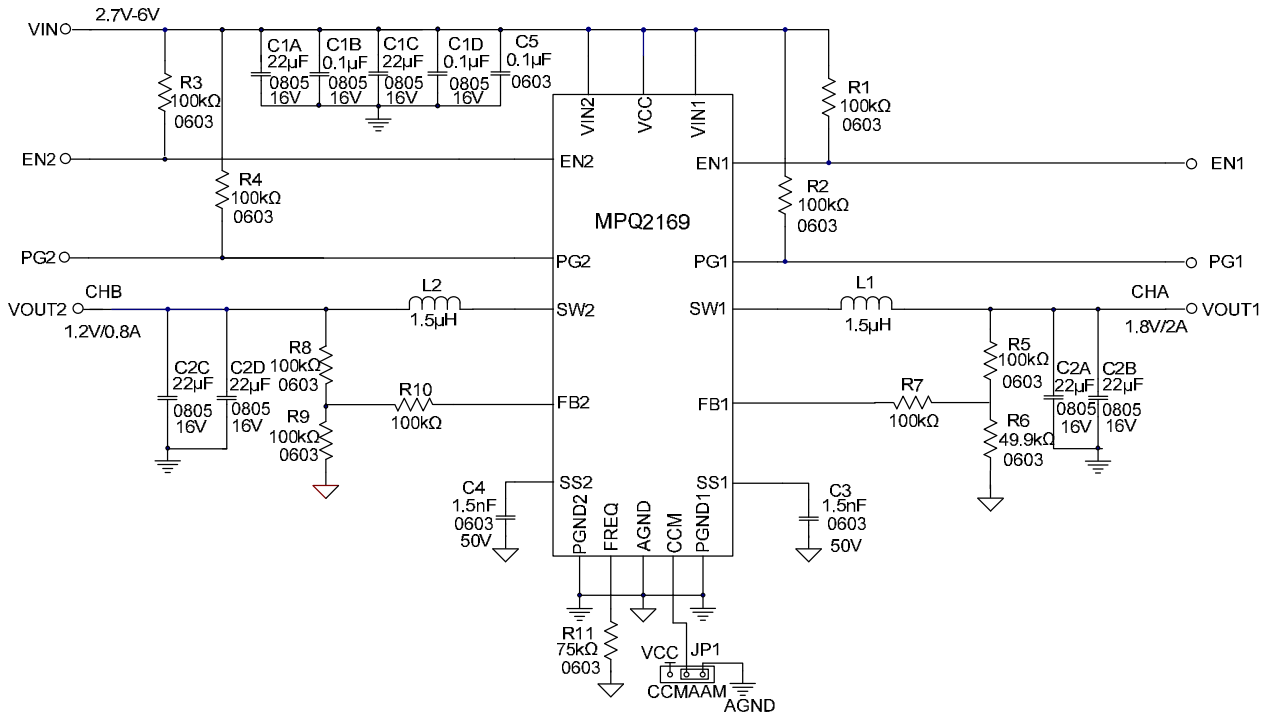 2.7V-6V
VIN
C1A
22µF
0805
16V
C1B
0.1µF
0805
16V
C1C
22µF
0805
16V
C1D
0.1µF
0805
16V
C5
0.1µF
0603
R3
100kΩ
0603
R1
100kΩ
0603
VIN2
VCC
VIN1
EN2
EN2
EN1
EN1
R4
100kΩ
0603
R2
100kΩ
0603
MPQ2169
PG2
PG2
PG1
PG1
VOUT2
CHB
1.2V/0.8A
L2
1.5µH
SW2
SW1
L1
1.5µH
CHA
1.8V/2A
VOUT1
C2C
22µF
0805
16V
C2D
22µF
0805
16V
R8
100kΩ
0603
R9
100kΩ
0603
R10
100kΩ
FB2
FB1
R7
100kΩ
R5
100kΩ
0603
R6
49.9kΩ
0603
C2A
22µF
0805
16V
C2B
22µF
0805
16V
C4
1.5nF
0603
50V
SS2
SS1
C3
1.5nF
0603
50V
PGND2
FREQ
AGND
CCM
PGND1
R11
75kΩ
0603
VCC
JP1
CCMAAM
AGND